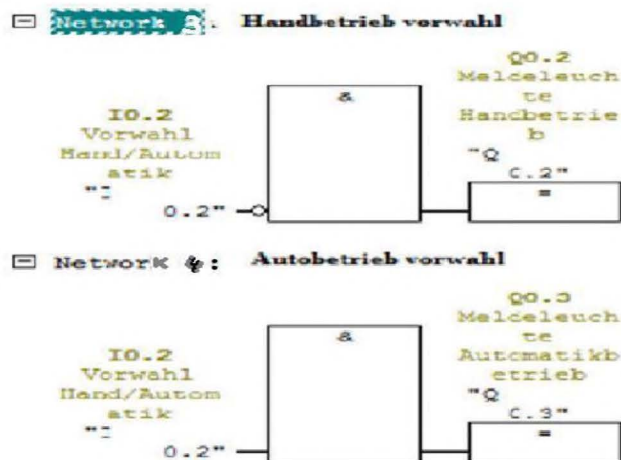 Network 3: Handbetrieb vorwahl
Q0.2
Meldeleuch
te
Handbetrie
b
"Q
0.2"
=
&
I0.2
Vorwahl
Hand/Autom
atik
"I
0.2"
Network 4: Autobetrieb vorwahl
Q0.3
Meldeleuch
te
Automatikb
etrieb
"Q
0.3"
=
&
I0.2
Vorwahl
Hand/Autom
atik
"I
0.2"